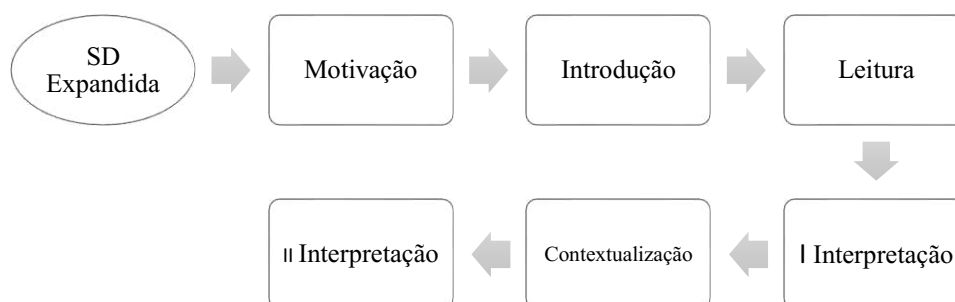 SD
Expandida
Motivação
Introdução
Leitura
I Interpretação
Contextualização
II Interpretação